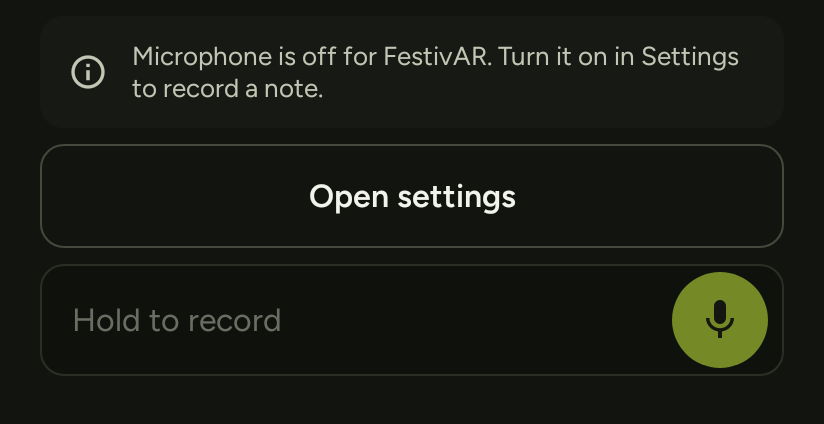 Microphone is off for FestivAR. Turn it on in Settings
to record a note.
Open settings
Hold to record